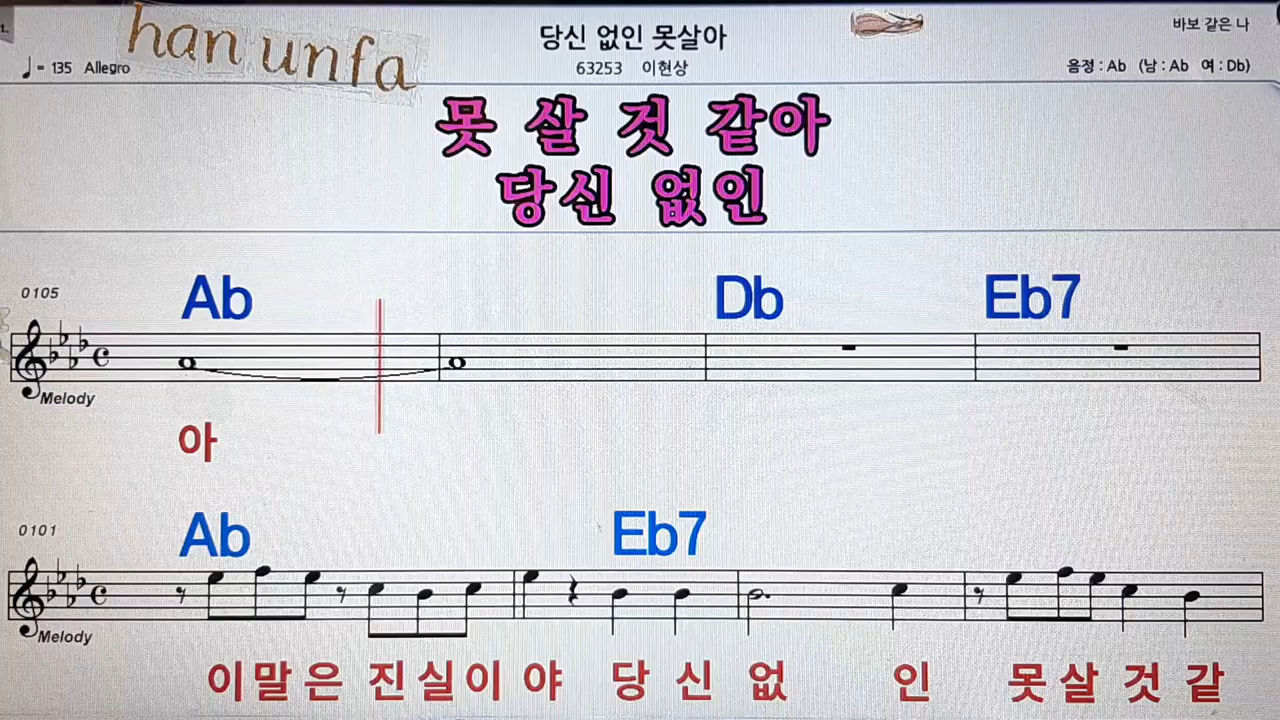 han unfa
당신 없인 못살아
바보 같은 나
♩= 135 Allegro
63253 이현상
음정 : Ab (남 : Ab 여 : Db)
못 살 것 같아
당신 없인
0105
Ab Db Eb7
Melody
아
0101
Ab Eb7
Melody
이말은 진실이 야 당 신 없 인 못살 것 같